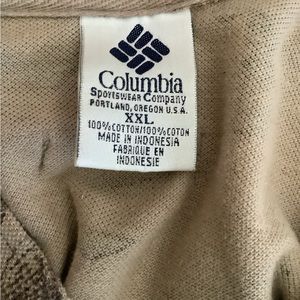 Columbia
Sportswear Company
PORTLAND, OREGON U.S.A.
XXL
100% COTTON/100% COTON
MADE IN INDONESIA
FABRIQUE EN
INDONESIE